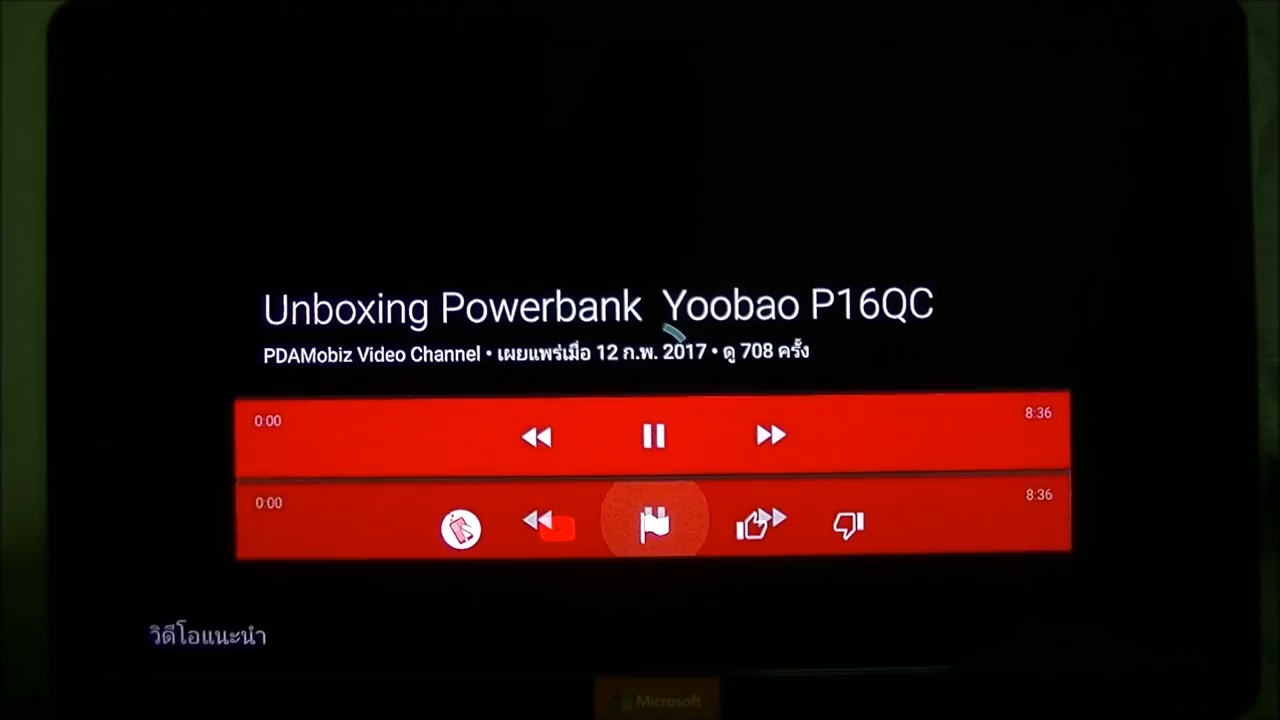 Unboxing Powerbank Yoobao P16QC
PDAMobiz Video Channel • เผยแพร่เมื่อ 12 ก.พ. 2017 • ดู 708 ครั้ง
0:00 8:36
0:00 8:36
วิดีโอแนะนำ
Microsoft